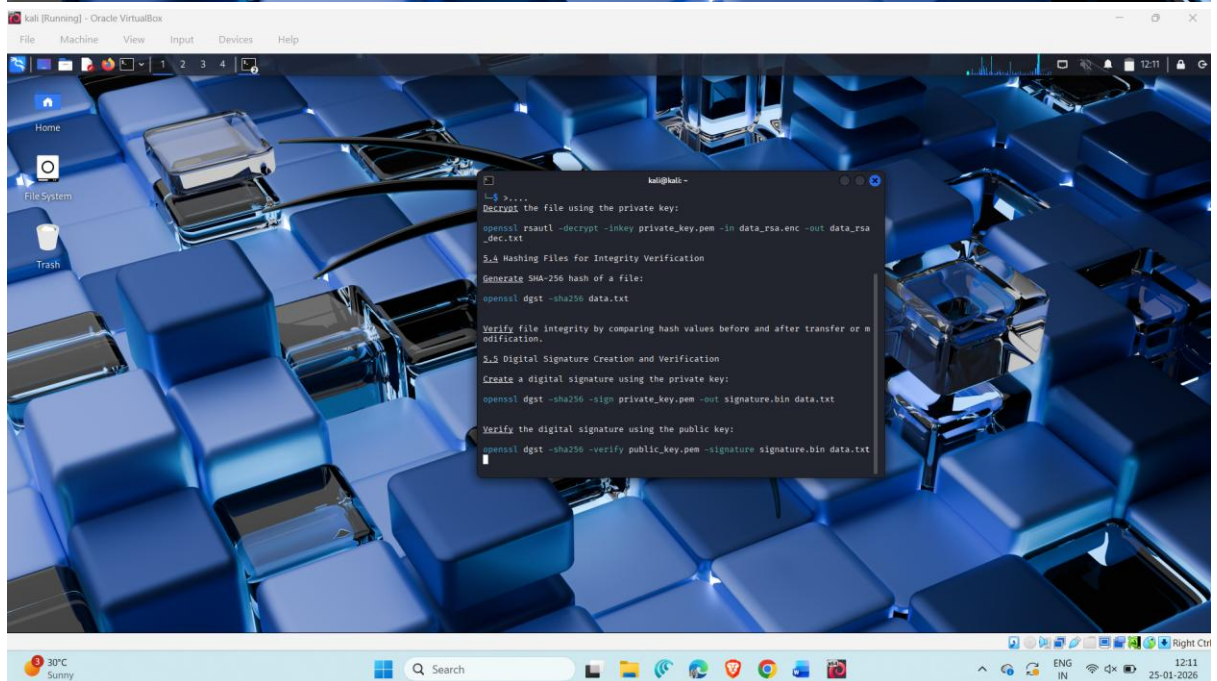 kali [Running] - Oracle VirtualBox
File Machine View Input Devices Help
1 2 3 4
12:11
Home
File System
Trash
kali@kali: ~
└─$ >....
Decrypt the file using the private key:
openssl rsautl -decrypt -inkey private_key.pem -in data_rsa.enc -out data_rsa
_dec.txt
5.4 Hashing Files for Integrity Verification
Generate SHA-256 hash of a file:
openssl dgst -sha256 data.txt
Verify file integrity by comparing hash values before and after transfer or m
odification.
5.5 Digital Signature Creation and Verification
Create a digital signature using the private key:
openssl dgst -sha256 -sign private_key.pem -out signature.bin data.txt
Verify the digital signature using the public key:
openssl dgst -sha256 -verify public_key.pem -signature signature.bin data.txt
Right Ctrl
3
30°C
Sunny
Search
ENG
IN
12:11
25-01-2026